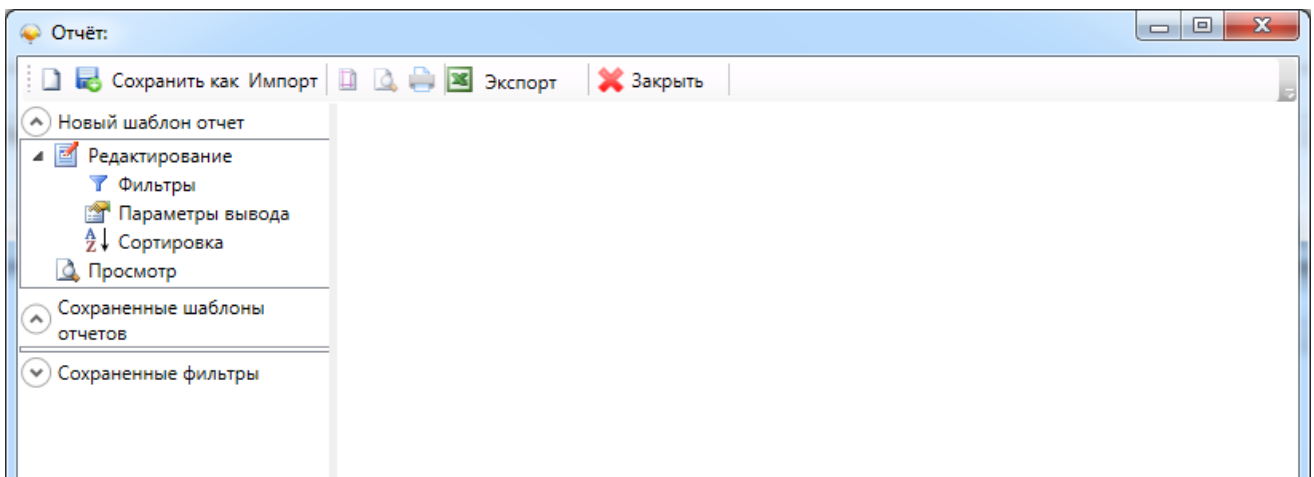 Отчёт:
Сохранить как Импорт Экспорт Закрыть
Новый шаблон отчет
Редактирование
Фильтры
Параметры вывода
Сортировка
Просмотр
Сохраненные шаблоны
отчетов
Сохраненные фильтры